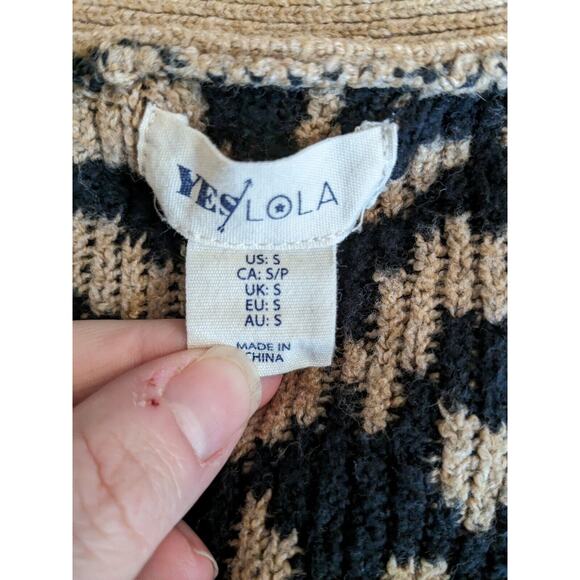 YES/LOLA
US: S
CA: S/P
UK: S
EU: S
AU: S
MADE IN
CHINA